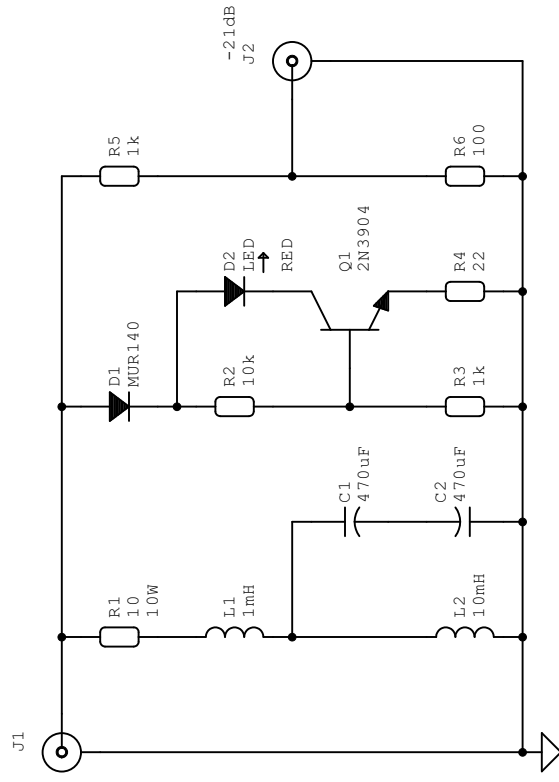 J1
R1
10
10W
L1
1mH
L2
10mH
C1
470uF
C2
470uF
D1
MUR140
R2
10k
R3
1k
D2
LED
RED
Q1
2N3904
R4
22
R5
1k
R6
100
-21dB
J2